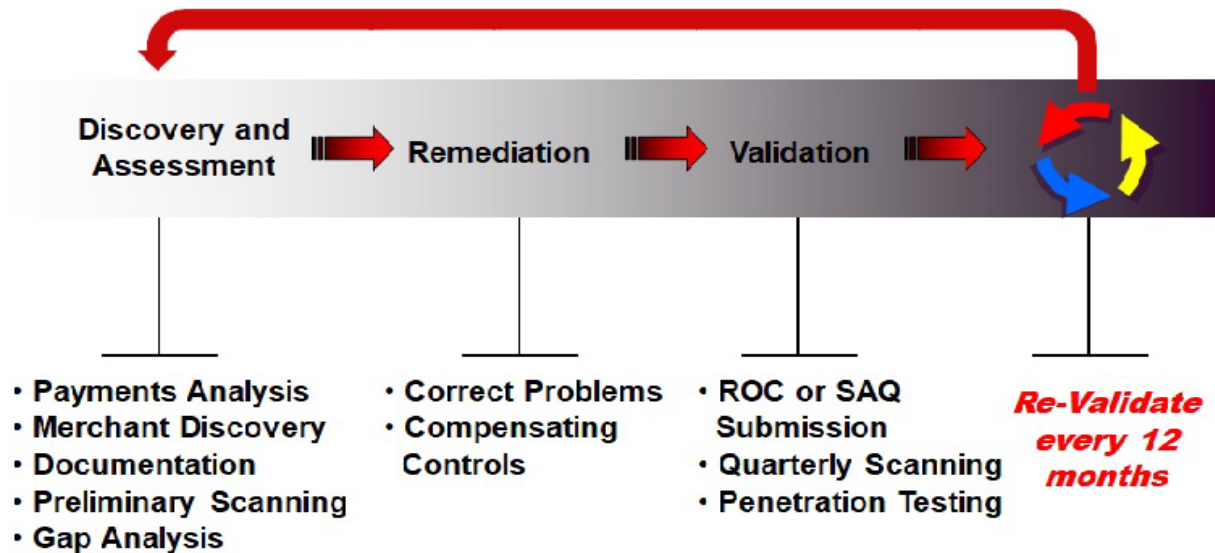 Discovery and
Assessment
Remediation
Validation
• Payments Analysis
• Merchant Discovery
• Documentation
• Preliminary Scanning
• Gap Analysis
• Correct Problems
• Compensating
Controls
• ROC or SAQ
Submission
• Quarterly Scanning
• Penetration Testing
Re-Validate
every 12
months